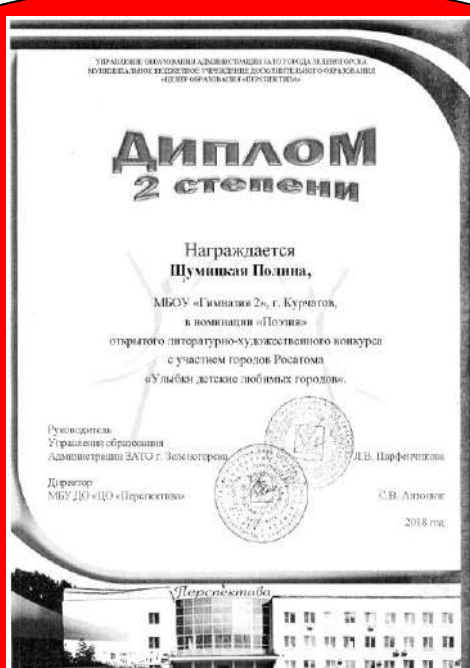 УПРАВЛЕНИЕ ОБРАЗОВАНИЯ АДМИНИСТРАЦИИ ЗАТО ГОРОДА ЗЕЛЕНОГОРСКА
МУНИЦИПАЛЬНОЕ БЮДЖЕТНОЕ УЧРЕЖДЕНИЕ ДОПОЛНИТЕЛЬНОГО ОБРАЗОВАНИЯ
«ЦЕНТР ОБРАЗОВАНИЯ «ПЕРСПЕКТИВА»
ДИПЛОМ
2 степени
Награждается
Шумицкая Полина,
МБОУ «Гимназия 2», г. Курчатов,
в номинации «Поэзия»
открытого литературно-художественного конкурса
с участием городов Росатома
«Улыбки детские любимых городов».
Руководитель
Управления образования
Администрации ЗАТО г. Зеленогорска
Л.В. Парфенчикова
Директор
МБУ ДО «ЦО «Перспектива»
С.В. Антонюк
2018 год
Перспектива